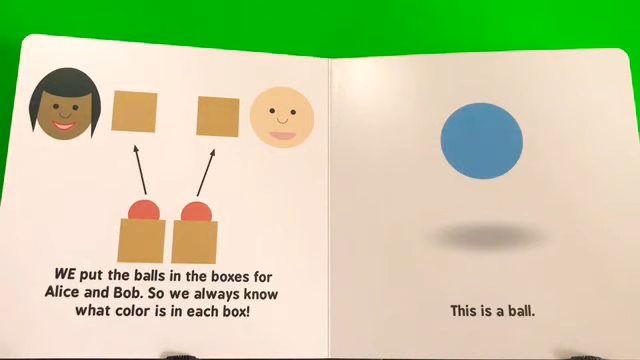 WE put the balls in the boxes for
Alice and Bob. So we always know
what color is in each box!
This is a ball.